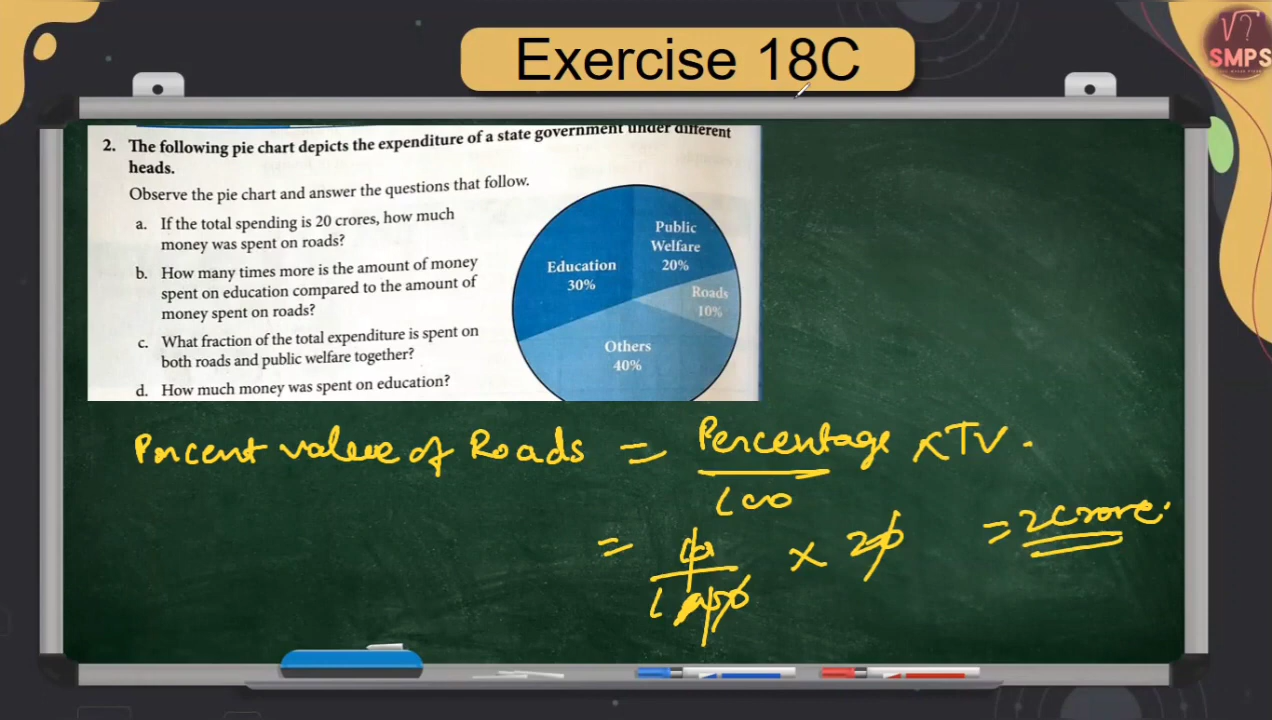 Exercise 18C
√?
SMPS
2. The following pie chart depicts the expenditure of a state government under different
heads.
Observe the pie chart and answer the questions that follow.
a. If the total spending is 20 crores, how much
money was spent on roads?
b. How many times more is the amount of money
spent on education compared to the amount of
money spent on roads?
c. What fraction of the total expenditure is spent on
both roads and public welfare together?
d. How much money was spent on education?
Public
Welfare
20%
Education
30%
Roads
10%
Others
40%
Percent value of Roads = Percentage × TV.
100
= 10 × 20 = 2 Crore.
100